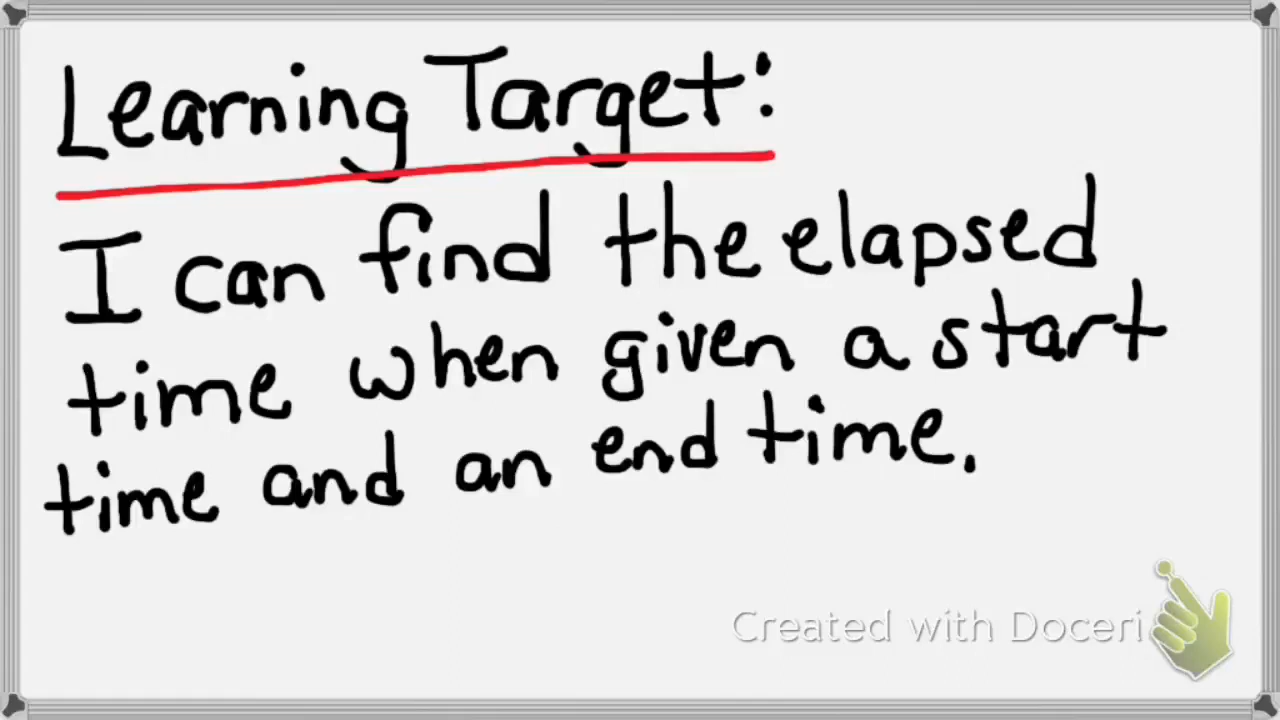 Learning Target:
I can find the elapsed
time when given a start
time and an end time.
Created with Doceri